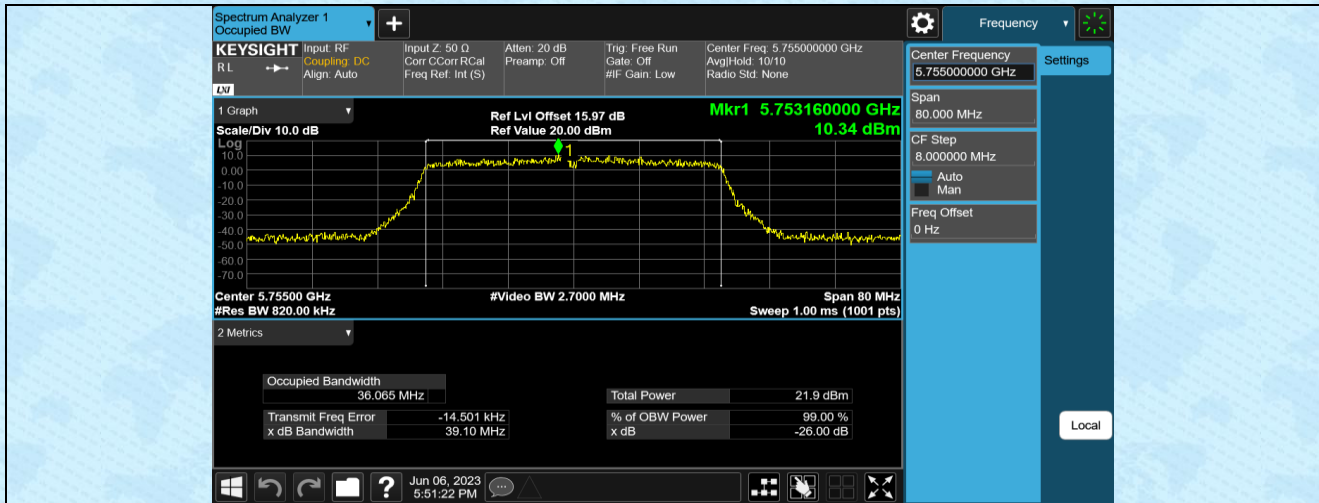 Spectrum Analyzer 1
Occupied BW
+
Frequency
KEYSIGHT
RL
LXI
Input: RF
Coupling: DC
Align: Auto
Input Z: 50 Ω
Corr CCorr RCal
Freq Ref: Int (S)
Atten: 20 dB
Preamp: Off
Trig: Free Run
Gate: Off
#IF Gain: Low
Center Freq: 5.755000000 GHz
Avg|Hold: 10/10
Radio Std: None
Center Frequency
5.755000000 GHz
Settings
Span
80.000 MHz
CF Step
8.000000 MHz
Auto
Man
Freq Offset
0 Hz
1 Graph
Scale/Div 10.0 dB
Ref Lvl Offset 15.97 dB
Ref Value 20.00 dBm
Mkr1 5.753160000 GHz
10.34 dBm
Log
10.0
0.00
-10.0
-20.0
-30.0
-40.0
-50.0
-60.0
-70.0
1
Center 5.75500 GHz
#Res BW 820.00 kHz
#Video BW 2.7000 MHz
Span 80 MHz
Sweep 1.00 ms (1001 pts)
2 Metrics
Occupied Bandwidth
36.065 MHz
Transmit Freq Error -14.501 kHz
x dB Bandwidth 39.10 MHz
Total Power 21.9 dBm
% of OBW Power 99.00 %
x dB -26.00 dB
Local
?
Jun 06, 2023
5:51:22 PM